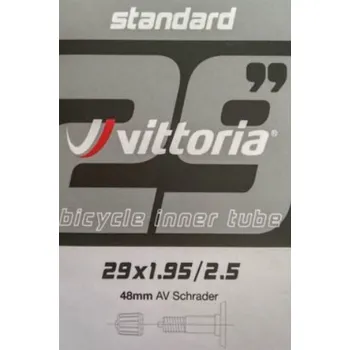 standard
29”
vittoria®
bicycle inner tube
29x1.95/2.5
48mm AV Schrader